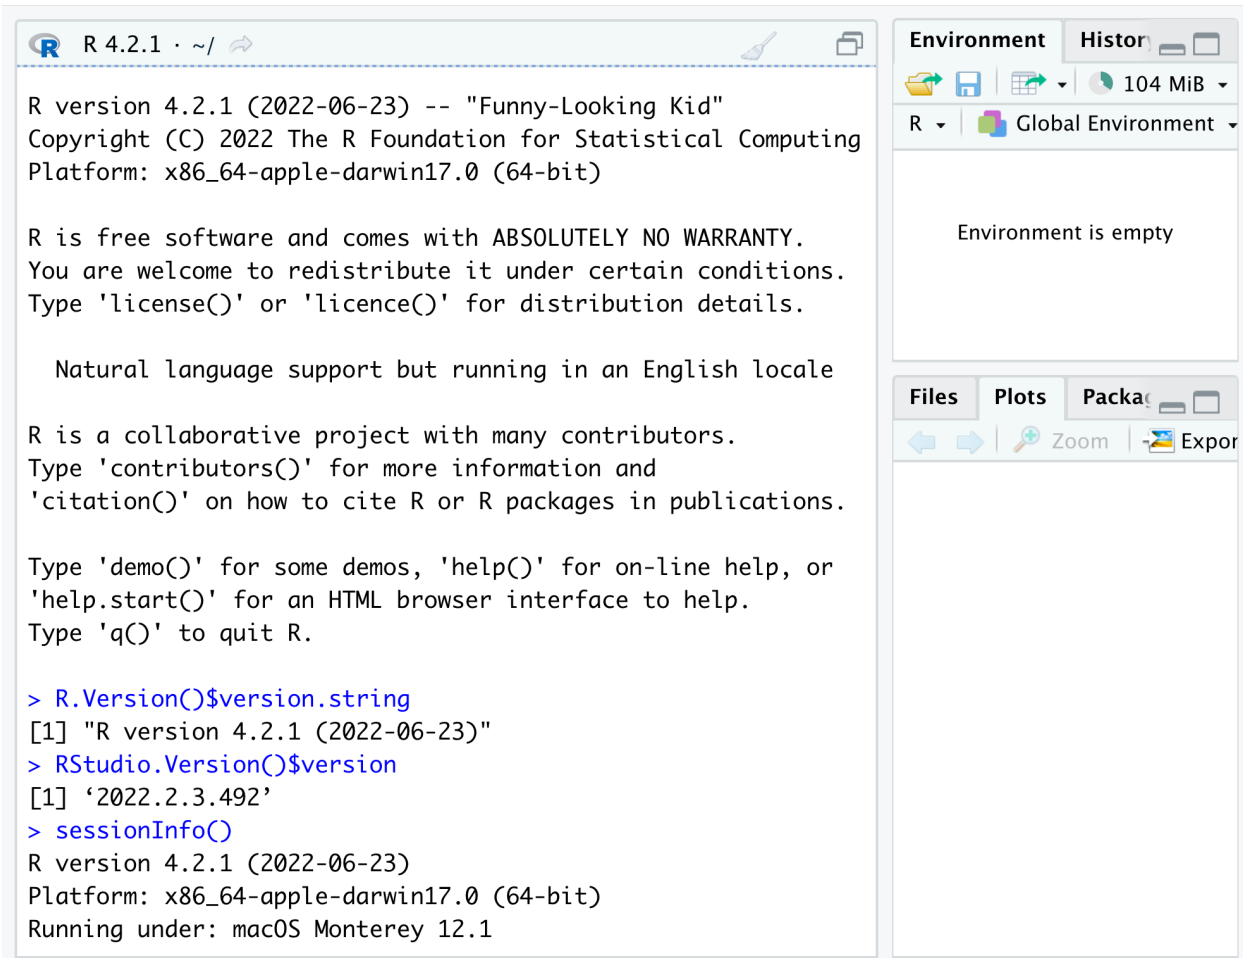 R 4.2.1 · ~/
R version 4.2.1 (2022-06-23) -- "Funny-Looking Kid"
Copyright (C) 2022 The R Foundation for Statistical Computing
Platform: x86_64-apple-darwin17.0 (64-bit)
R is free software and comes with ABSOLUTELY NO WARRANTY.
You are welcome to redistribute it under certain conditions.
Type 'license()' or 'licence()' for distribution details.
Natural language support but running in an English locale
R is a collaborative project with many contributors.
Type 'contributors()' for more information and
'citation()' on how to cite R or R packages in publications.
Type 'demo()' for some demos, 'help()' for on-line help, or
'help.start()' for an HTML browser interface to help.
Type 'q()' to quit R.
> R.Version()$version.string
[1] "R version 4.2.1 (2022-06-23)"
> RStudio.Version()$version
[1] ‘2022.2.3.492’
> sessionInfo()
R version 4.2.1 (2022-06-23)
Platform: x86_64-apple-darwin17.0 (64-bit)
Running under: macOS Monterey 12.1
Environment Histor
104 MiB
R Global Environment
Environment is empty
Files Plots Packag
Zoom Expor